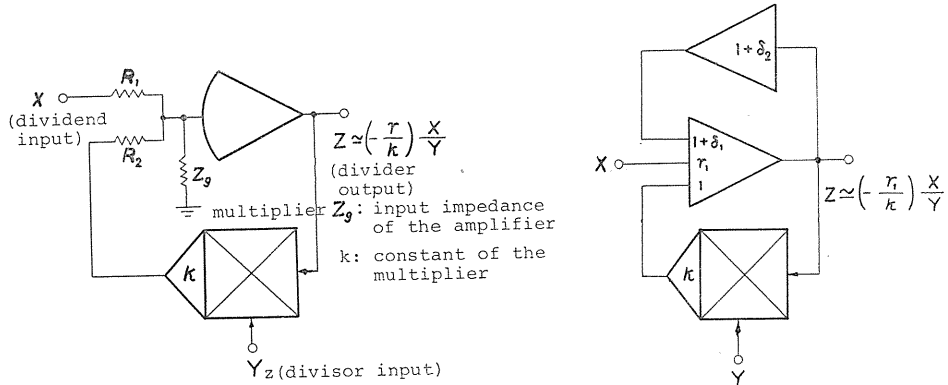 R₁
X
(dividend
input)
R₂
Zg
Z≃(-r/k) X/Y
(divider
output)
multiplier
Zg: input impedance
of the amplifier
k: constant of the
multiplier
k
Yz(divisor input)
1+δ₂
1+δ₁
X
r₁
1
Z≃(-r₁/k) X/Y
k
Y